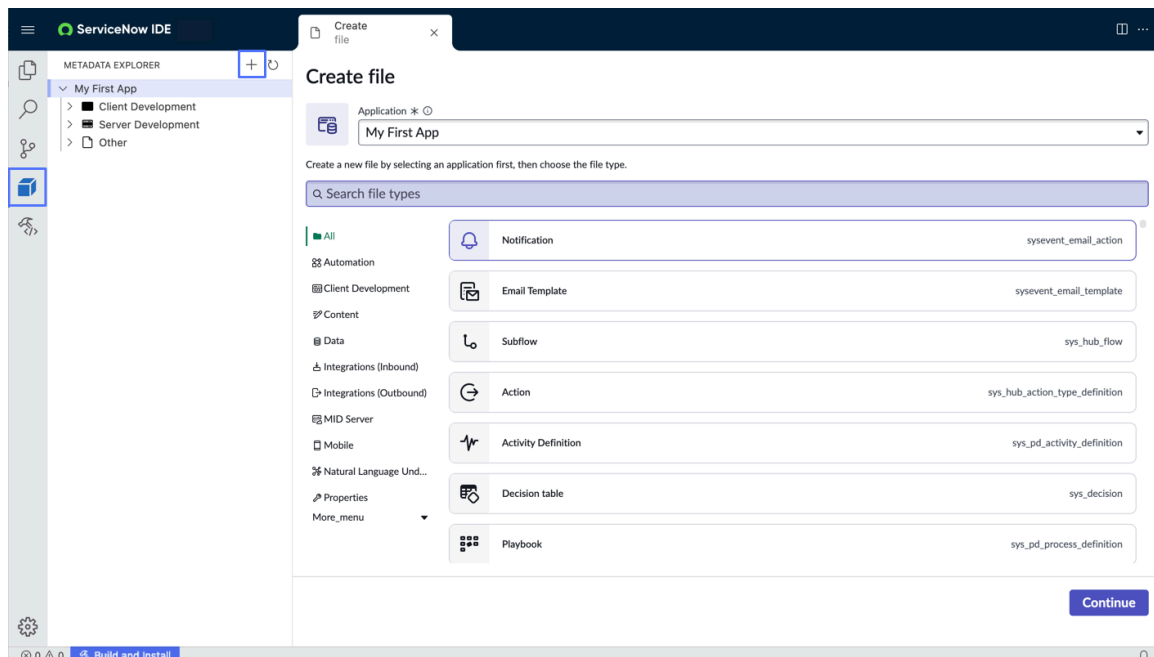 ServiceNow IDE
Create
file
METADATA EXPLORER
My First App
Client Development
Server Development
Other
Create file
Application
My First App
Create a new file by selecting an application first, then choose the file type.
Search file types
All
Automation
Client Development
Content
Data
Integrations (Inbound)
Integrations (Outbound)
MID Server
Mobile
Natural Language Und...
Properties
More_menu
Notification sysevent_email_action
Email Template sysevent_email_template
Subflow sys_hub_flow
Action sys_hub_action_type_definition
Activity Definition sys_pd_activity_definition
Decision table sys_decision
Playbook sys_pd_process_definition
Continue
0 0 Build and Install